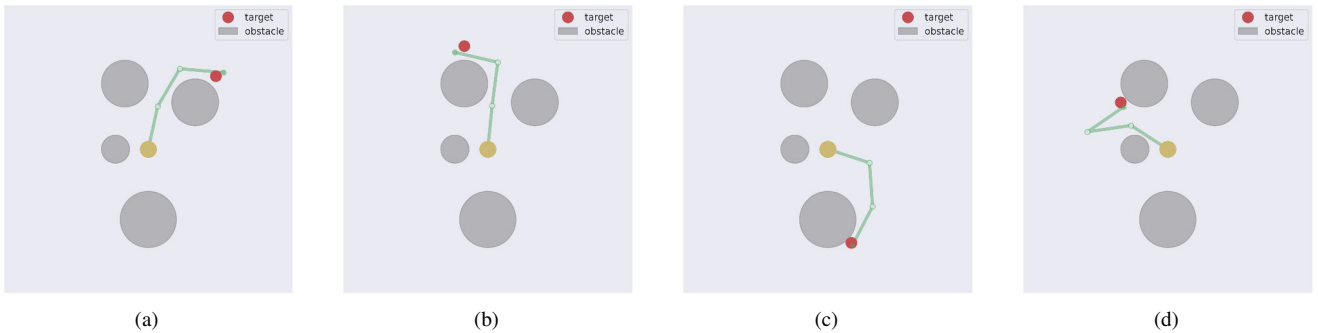 target
obstacle
target
obstacle
target
obstacle
target
obstacle
(a)
(b)
(c)
(d)